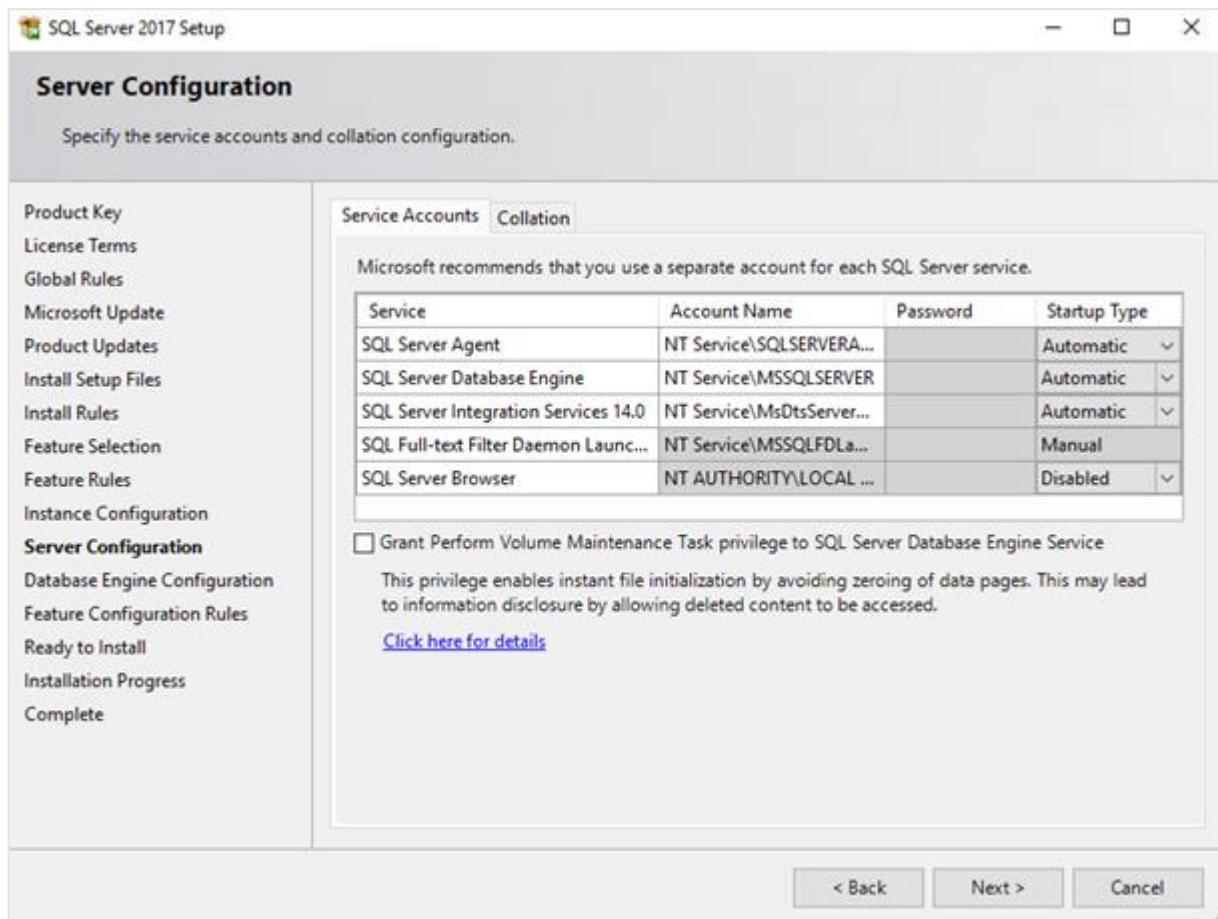 SQL Server 2017 Setup
Server Configuration
Specify the service accounts and collation configuration.
Product Key
License Terms
Global Rules
Microsoft Update
Product Updates
Install Setup Files
Install Rules
Feature Selection
Feature Rules
Instance Configuration
Server Configuration
Database Engine Configuration
Feature Configuration Rules
Ready to Install
Installation Progress
Complete
Service Accounts Collation
Microsoft recommends that you use a separate account for each SQL Server service.
Service Account Name Password Startup Type
SQL Server Agent NT Service\SQLSERVERA... Automatic
SQL Server Database Engine NT Service\MSSQLSERVER Automatic
SQL Server Integration Services 14.0 NT Service\MsDtsServer... Automatic
SQL Full-text Filter Daemon Launc... NT Service\MSSQLFDLa... Manual
SQL Server Browser NT AUTHORITY\LOCAL ... Disabled
Grant Perform Volume Maintenance Task privilege to SQL Server Database Engine Service
This privilege enables instant file initialization by avoiding zeroing of data pages. This may lead
to information disclosure by allowing deleted content to be accessed.
Click here for details
< Back Next > Cancel